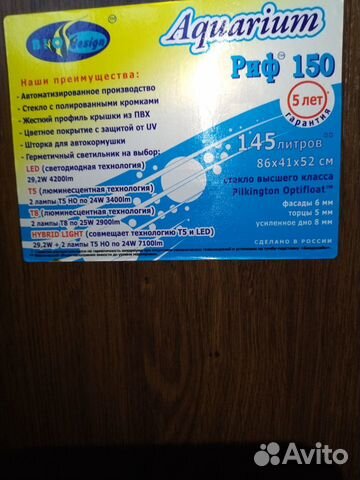 Design
Aquarium
Риф™ 150
5 лет
гарантия
Наши преимущества:
- Автоматизированное производство
- Стекло с полированными кромками
- Жесткий профиль крышки из ПВХ
- Цветное покрытие с защитой от UV
- Шторка для автокормушки
- Герметичный светильник на выбор:
LED (светодиодная технология)
29,2W 4200lm
T5 (люминесцентная технология)
2 лампы T5 HO по 24W 3400lm
T8 (люминесцентная технология)
2 лампы T8 по 25W 2900lm
HYBRID LIGHT (совмещает технологию T5 и LED)
29,2W + 2 лампы T5 HO по 24W 7100lm
145литров
86x41x52 см
стекло высшего класса
Pilkington Optifloat™
фасады 6 мм
торцы 5 мм
усиленное дно 8 мм
СДЕЛАНО В РОССИИ
Avito